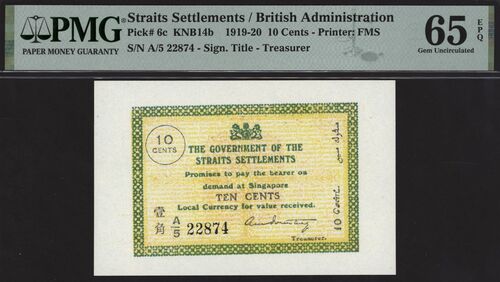 PMG
PAPER MONEY GUARANTY
Straits Settlements / British Administration
Pick# 6c KNB14b 1919-20 10 Cents - Printer: FMS
S/N A/5 22874 - Sign. Title - Treasurer
65 EPQ
Gem Uncirculated
10
CENTS
THE GOVERNMENT OF THE
STRAITS SETTLEMENTS
Promises to pay the bearer on
demand at Singapore
TEN CENTS
Local Currency for value received.
壹角
A/5 22874
Treasurer.